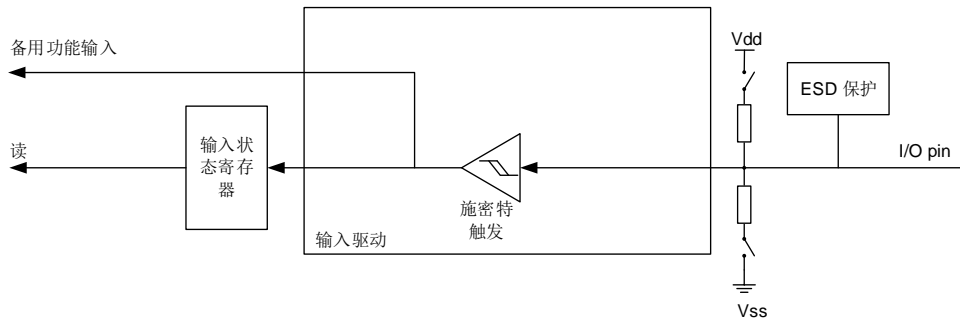 备用功能输入
Vdd
ESD 保护
读
输入状
态寄存
器
I/O pin
施密特
触发
输入驱动
Vss